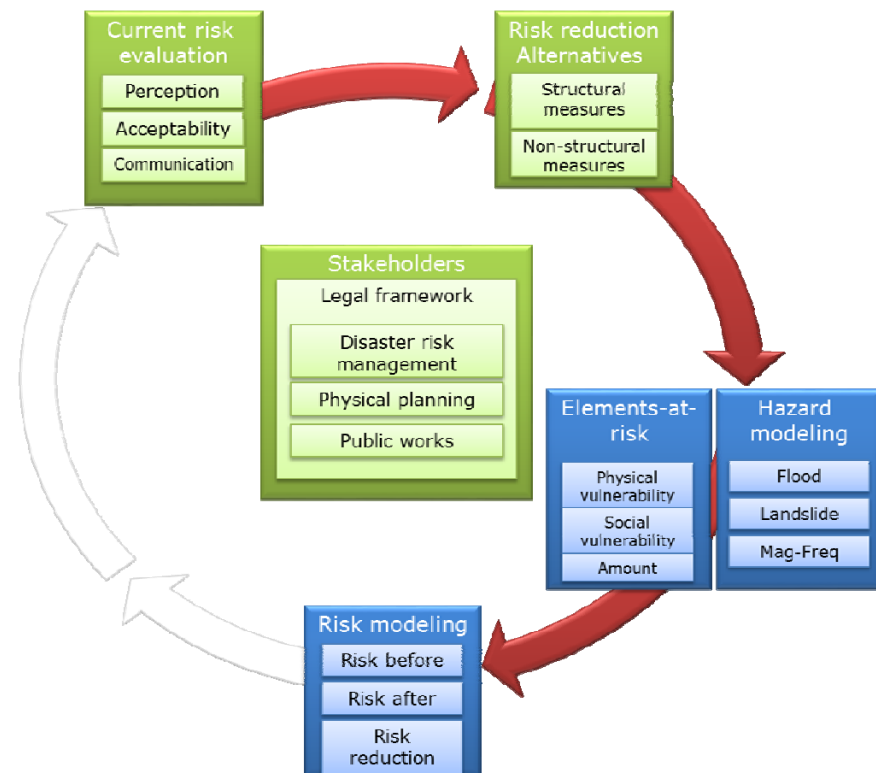 Current risk
evaluation
Perception
Acceptability
Communication
Risk reduction
Alternatives
Structural
measures
Non-structural
measures
Stakeholders
Legal framework
Disaster risk
management
Physical planning
Public works
Elements-at-
risk
Physical
vulnerability
Social
vulnerability
Amount
Hazard
modeling
Flood
Landslide
Mag-Freq
Risk modeling
Risk before
Risk after
Risk
reduction